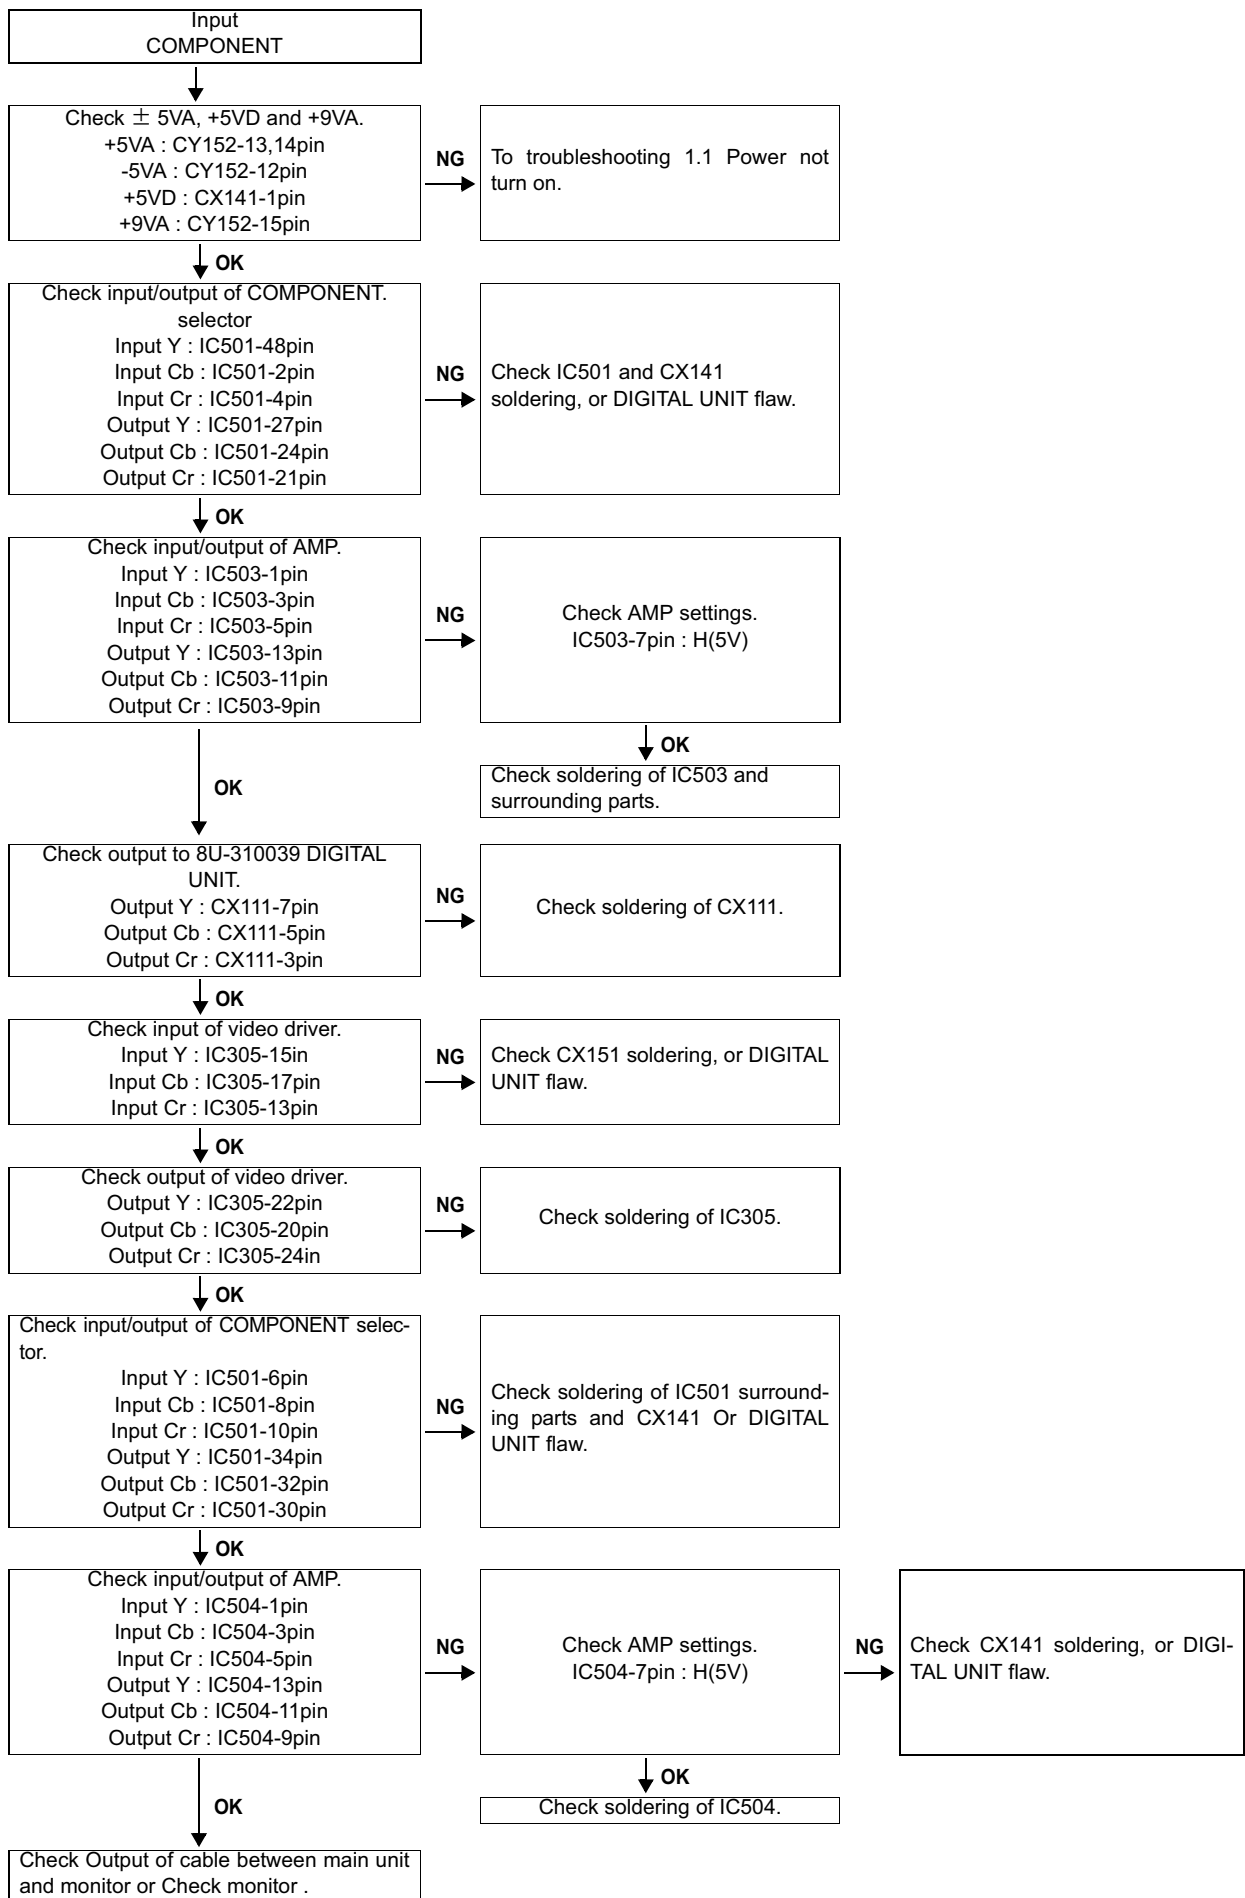 Input
COMPONENT
Check ± 5VA, +5VD and +9VA.
+5VA : CY152-13,14pin
-5VA : CY152-12pin
+5VD : CX141-1pin
+9VA : CY152-15pin
NG
To troubleshooting 1.1 Power not
turn on.
OK
Check input/output of COMPONENT.
selector
Input Y : IC501-48pin
Input Cb : IC501-2pin
Input Cr : IC501-4pin
Output Y : IC501-27pin
Output Cb : IC501-24pin
Output Cr : IC501-21pin
NG
Check IC501 and CX141
soldering, or DIGITAL UNIT flaw.
OK
Check input/output of AMP.
Input Y : IC503-1pin
Input Cb : IC503-3pin
Input Cr : IC503-5pin
Output Y : IC503-13pin
Output Cb : IC503-11pin
Output Cr : IC503-9pin
NG
Check AMP settings.
IC503-7pin : H(5V)
OK
Check soldering of IC503 and
surrounding parts.
OK
Check output to 8U-310039 DIGITAL
UNIT.
Output Y : CX111-7pin
Output Cb : CX111-5pin
Output Cr : CX111-3pin
NG
Check soldering of CX111.
OK
Check input of video driver.
Input Y : IC305-15in
Input Cb : IC305-17pin
Input Cr : IC305-13pin
NG
Check CX151 soldering, or DIGITAL
UNIT flaw.
OK
Check output of video driver.
Output Y : IC305-22pin
Output Cb : IC305-20pin
Output Cr : IC305-24in
NG
Check soldering of IC305.
OK
Check input/output of COMPONENT selec-
tor.
Input Y : IC501-6pin
Input Cb : IC501-8pin
Input Cr : IC501-10pin
Output Y : IC501-34pin
Output Cb : IC501-32pin
Output Cr : IC501-30pin
NG
Check soldering of IC501 surround-
ing parts and CX141 Or DIGITAL
UNIT flaw.
OK
Check input/output of AMP.
Input Y : IC504-1pin
Input Cb : IC504-3pin
Input Cr : IC504-5pin
Output Y : IC504-13pin
Output Cb : IC504-11pin
Output Cr : IC504-9pin
NG
Check AMP settings.
IC504-7pin : H(5V)
NG
Check CX141 soldering, or DIGI-
TAL UNIT flaw.
OK
Check soldering of IC504.
OK
Check Output of cable between main unit
and monitor or Check monitor .